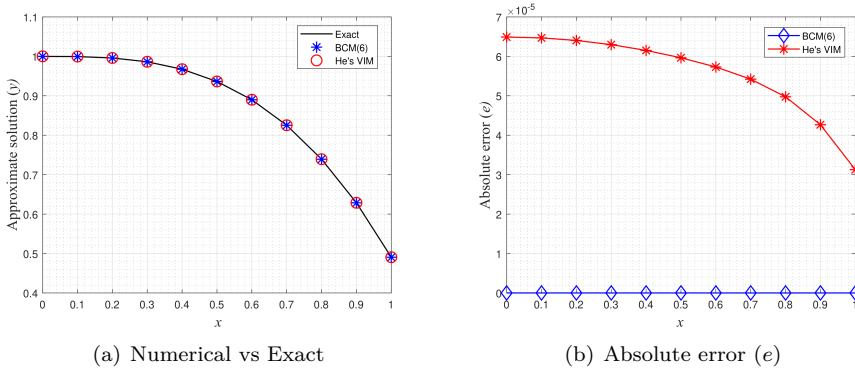 1.1
1
0.9
0.8
0.7
0.6
0.5
0.4
Approximate solution (y)
0 0.1 0.2 0.3 0.4 0.5 0.6 0.7 0.8 0.9 1
x
Exact
BCM(6)
He's VIM
(a) Numerical vs Exact
×10-5
7
6
5
4
3
2
1
0
Absolute error (e)
0 0.1 0.2 0.3 0.4 0.5 0.6 0.7 0.8 0.9 1
x
BCM(6)
He's VIM
(b) Absolute error (e)